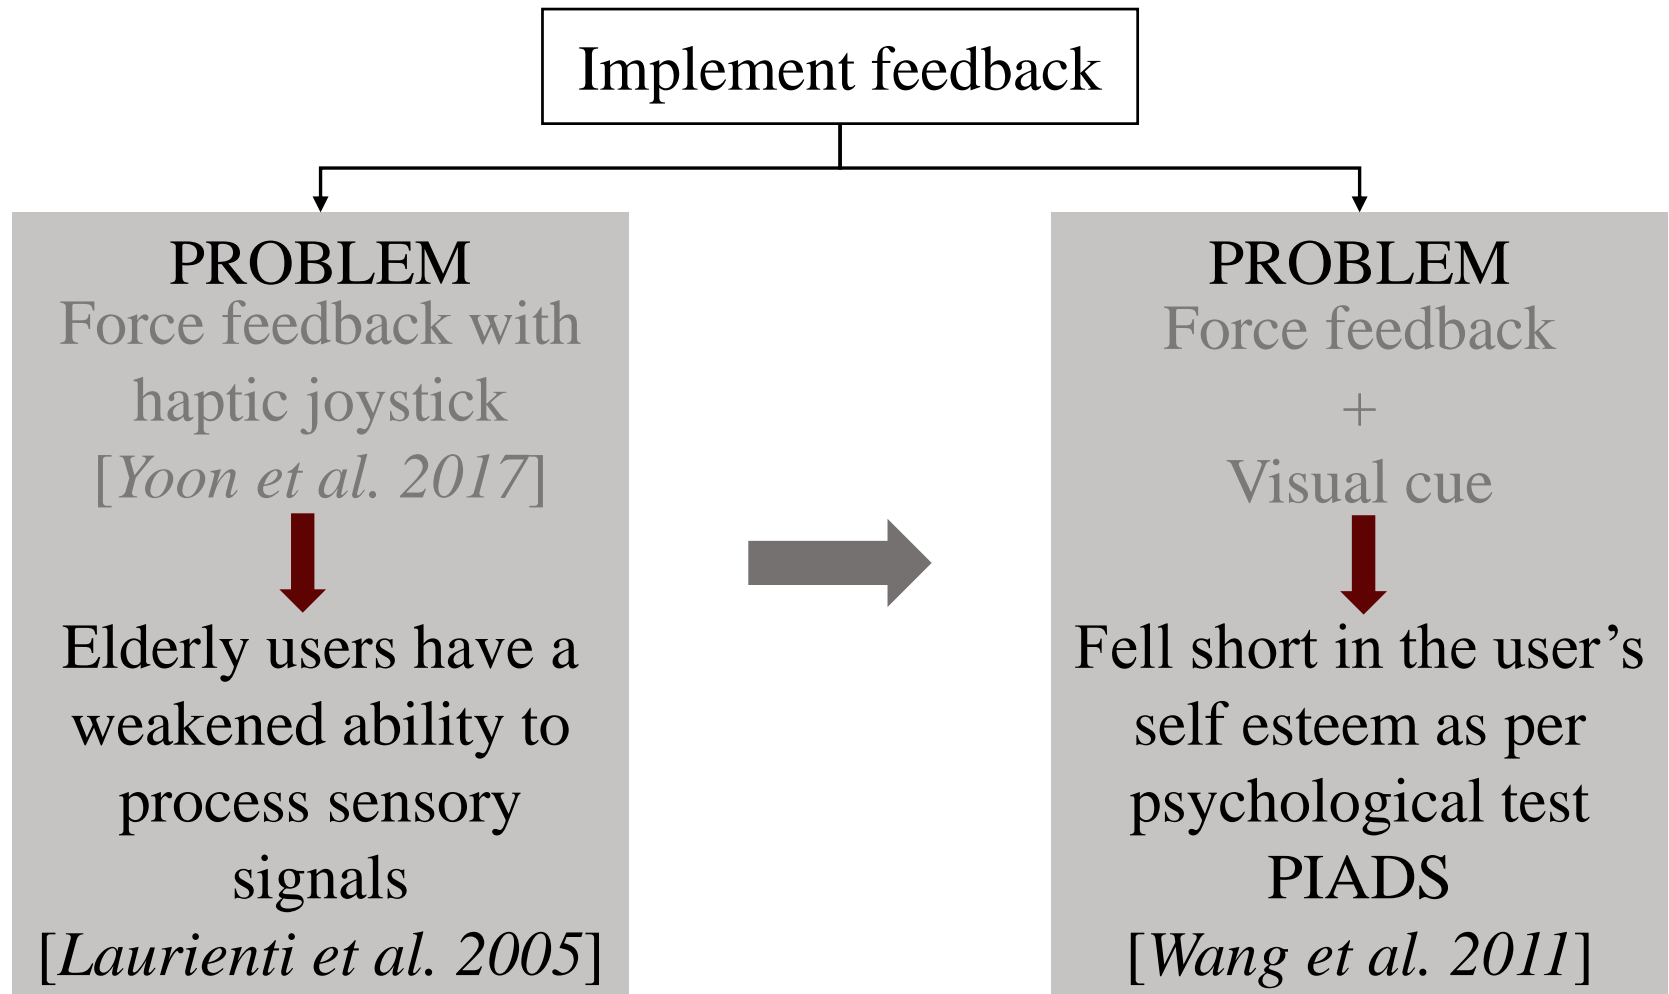 Implement feedback
PROBLEM
Force feedback with
haptic joystick
[Yoon et al. 2017]
Elderly users have a
weakened ability to
process sensory
signals
[Laurienti et al. 2005]
PROBLEM
Force feedback
+
Visual cue
Fell short in the user’s
self esteem as per
psychological test
PIADS
[Wang et al. 2011]